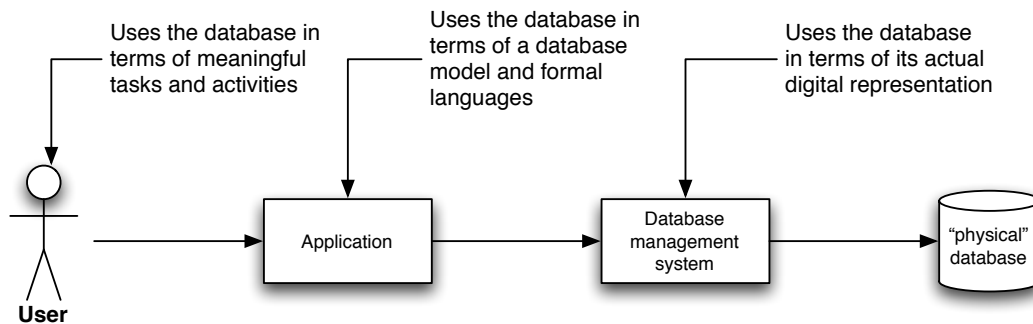 Uses the database in
terms of meaningful
tasks and activities
Uses the database in
terms of a database
model and formal
languages
Uses the database
in terms of its actual
digital representation
User
Application
Database
management
system
“physical”
database